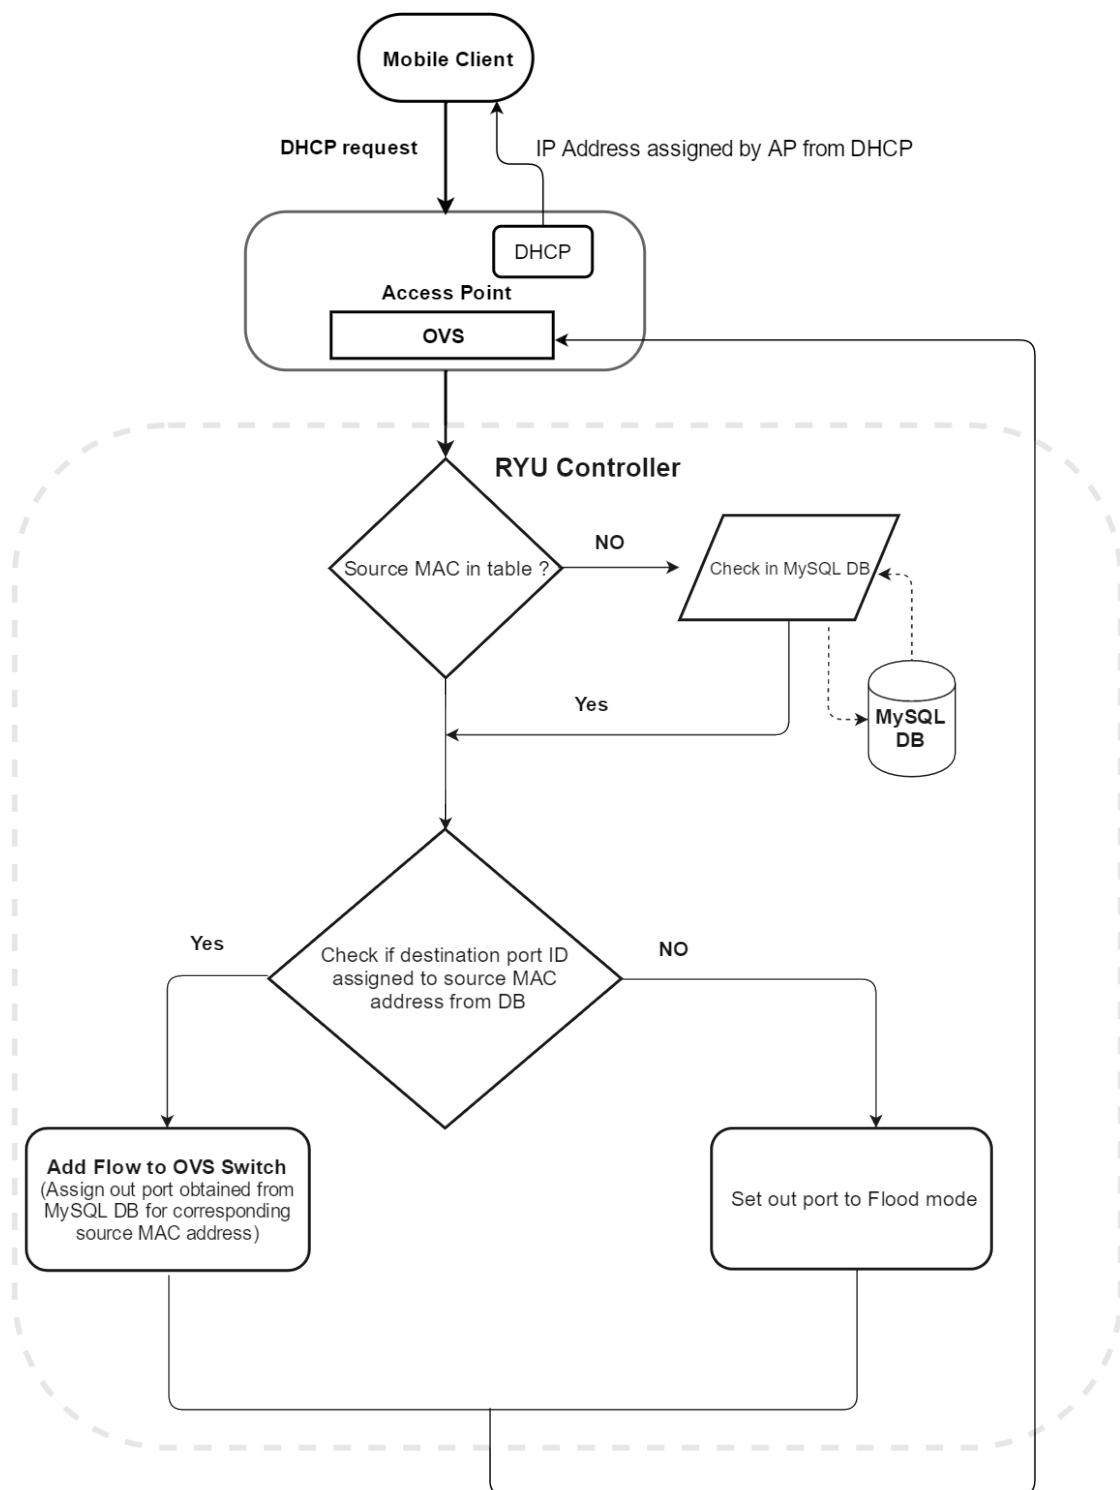 Mobile Client
DHCP request
IP Address assigned by AP from DHCP
DHCP
Access Point
OVS
RYU Controller
Source MAC in table ?
NO
Check in MySQL DB
Yes
MySQL
DB
Check if destination port ID
assigned to source MAC
address from DB
Yes
NO
Add Flow to OVS Switch
(Assign out port obtained from
MySQL DB for corresponding
source MAC address)
Set out port to Flood mode